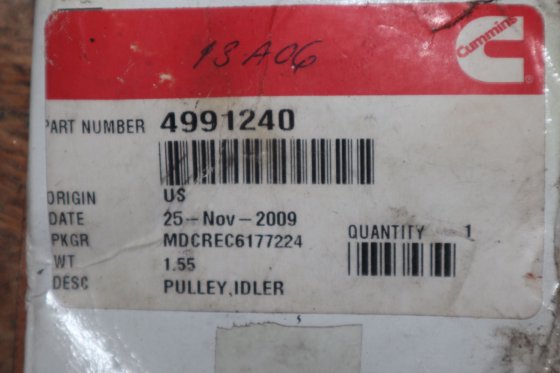 13A06
Cummins
PART NUMBER 4991240
ORIGIN US
DATE 25-Nov-2009
PKGR MDCREC6177224
QUANTITY 1
WT 1.55
DESC PULLEY,IDLER